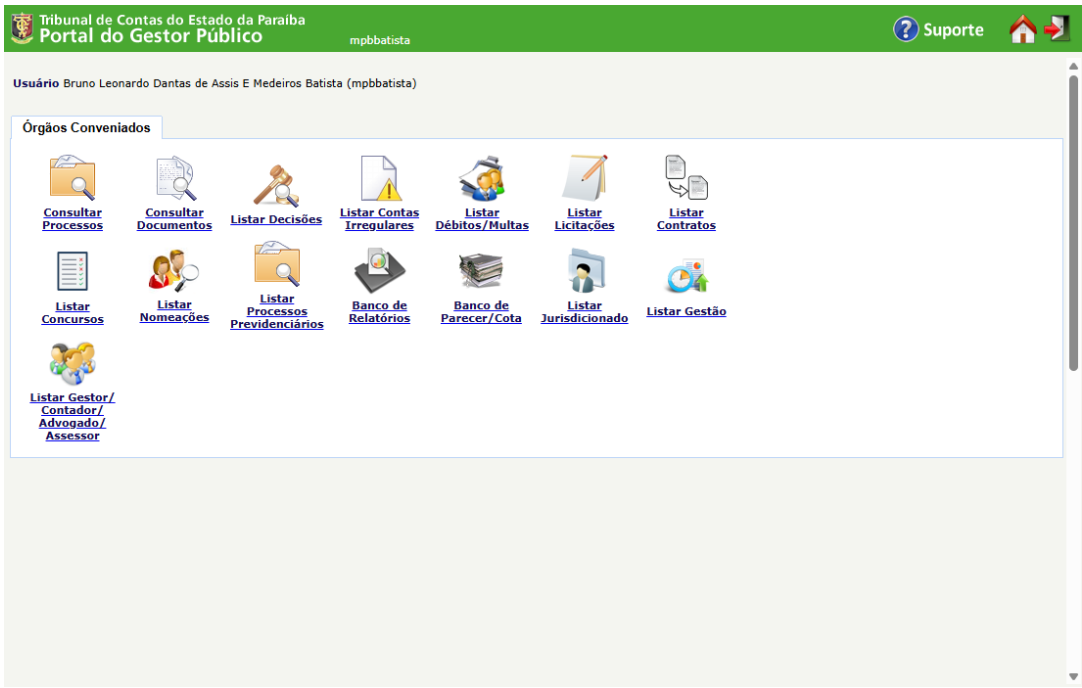 Tribunal de Contas do Estado da Paraíba
Portal do Gestor Público
mpbbatista
Suporte
Usuário Bruno Leonardo Dantas de Assis E Medeiros Batista (mpbbatista)
Órgãos Conveniados
Consultar
Processos
Consultar
Documentos
Listar Decisões
Listar Contas
Irregulares
Listar
Débitos/Multas
Listar
Licitações
Listar
Contratos
Listar
Concursos
Listar
Nomeações
Listar
Processos
Previdenciários
Banco de
Relatórios
Banco de
Parecer/Cota
Listar
Jurisdicionado
Listar Gestão
Listar Gestor/
Contador/
Advogado/
Assessor